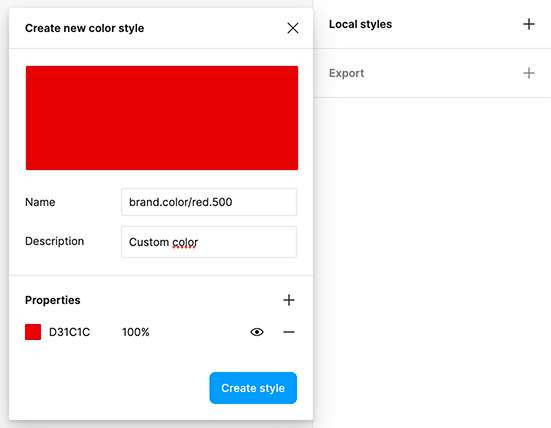 Create new color style
Local styles
Export
Name
brand.color/red.500
Description
Custom color
Properties
D31C1C 100%
Create style